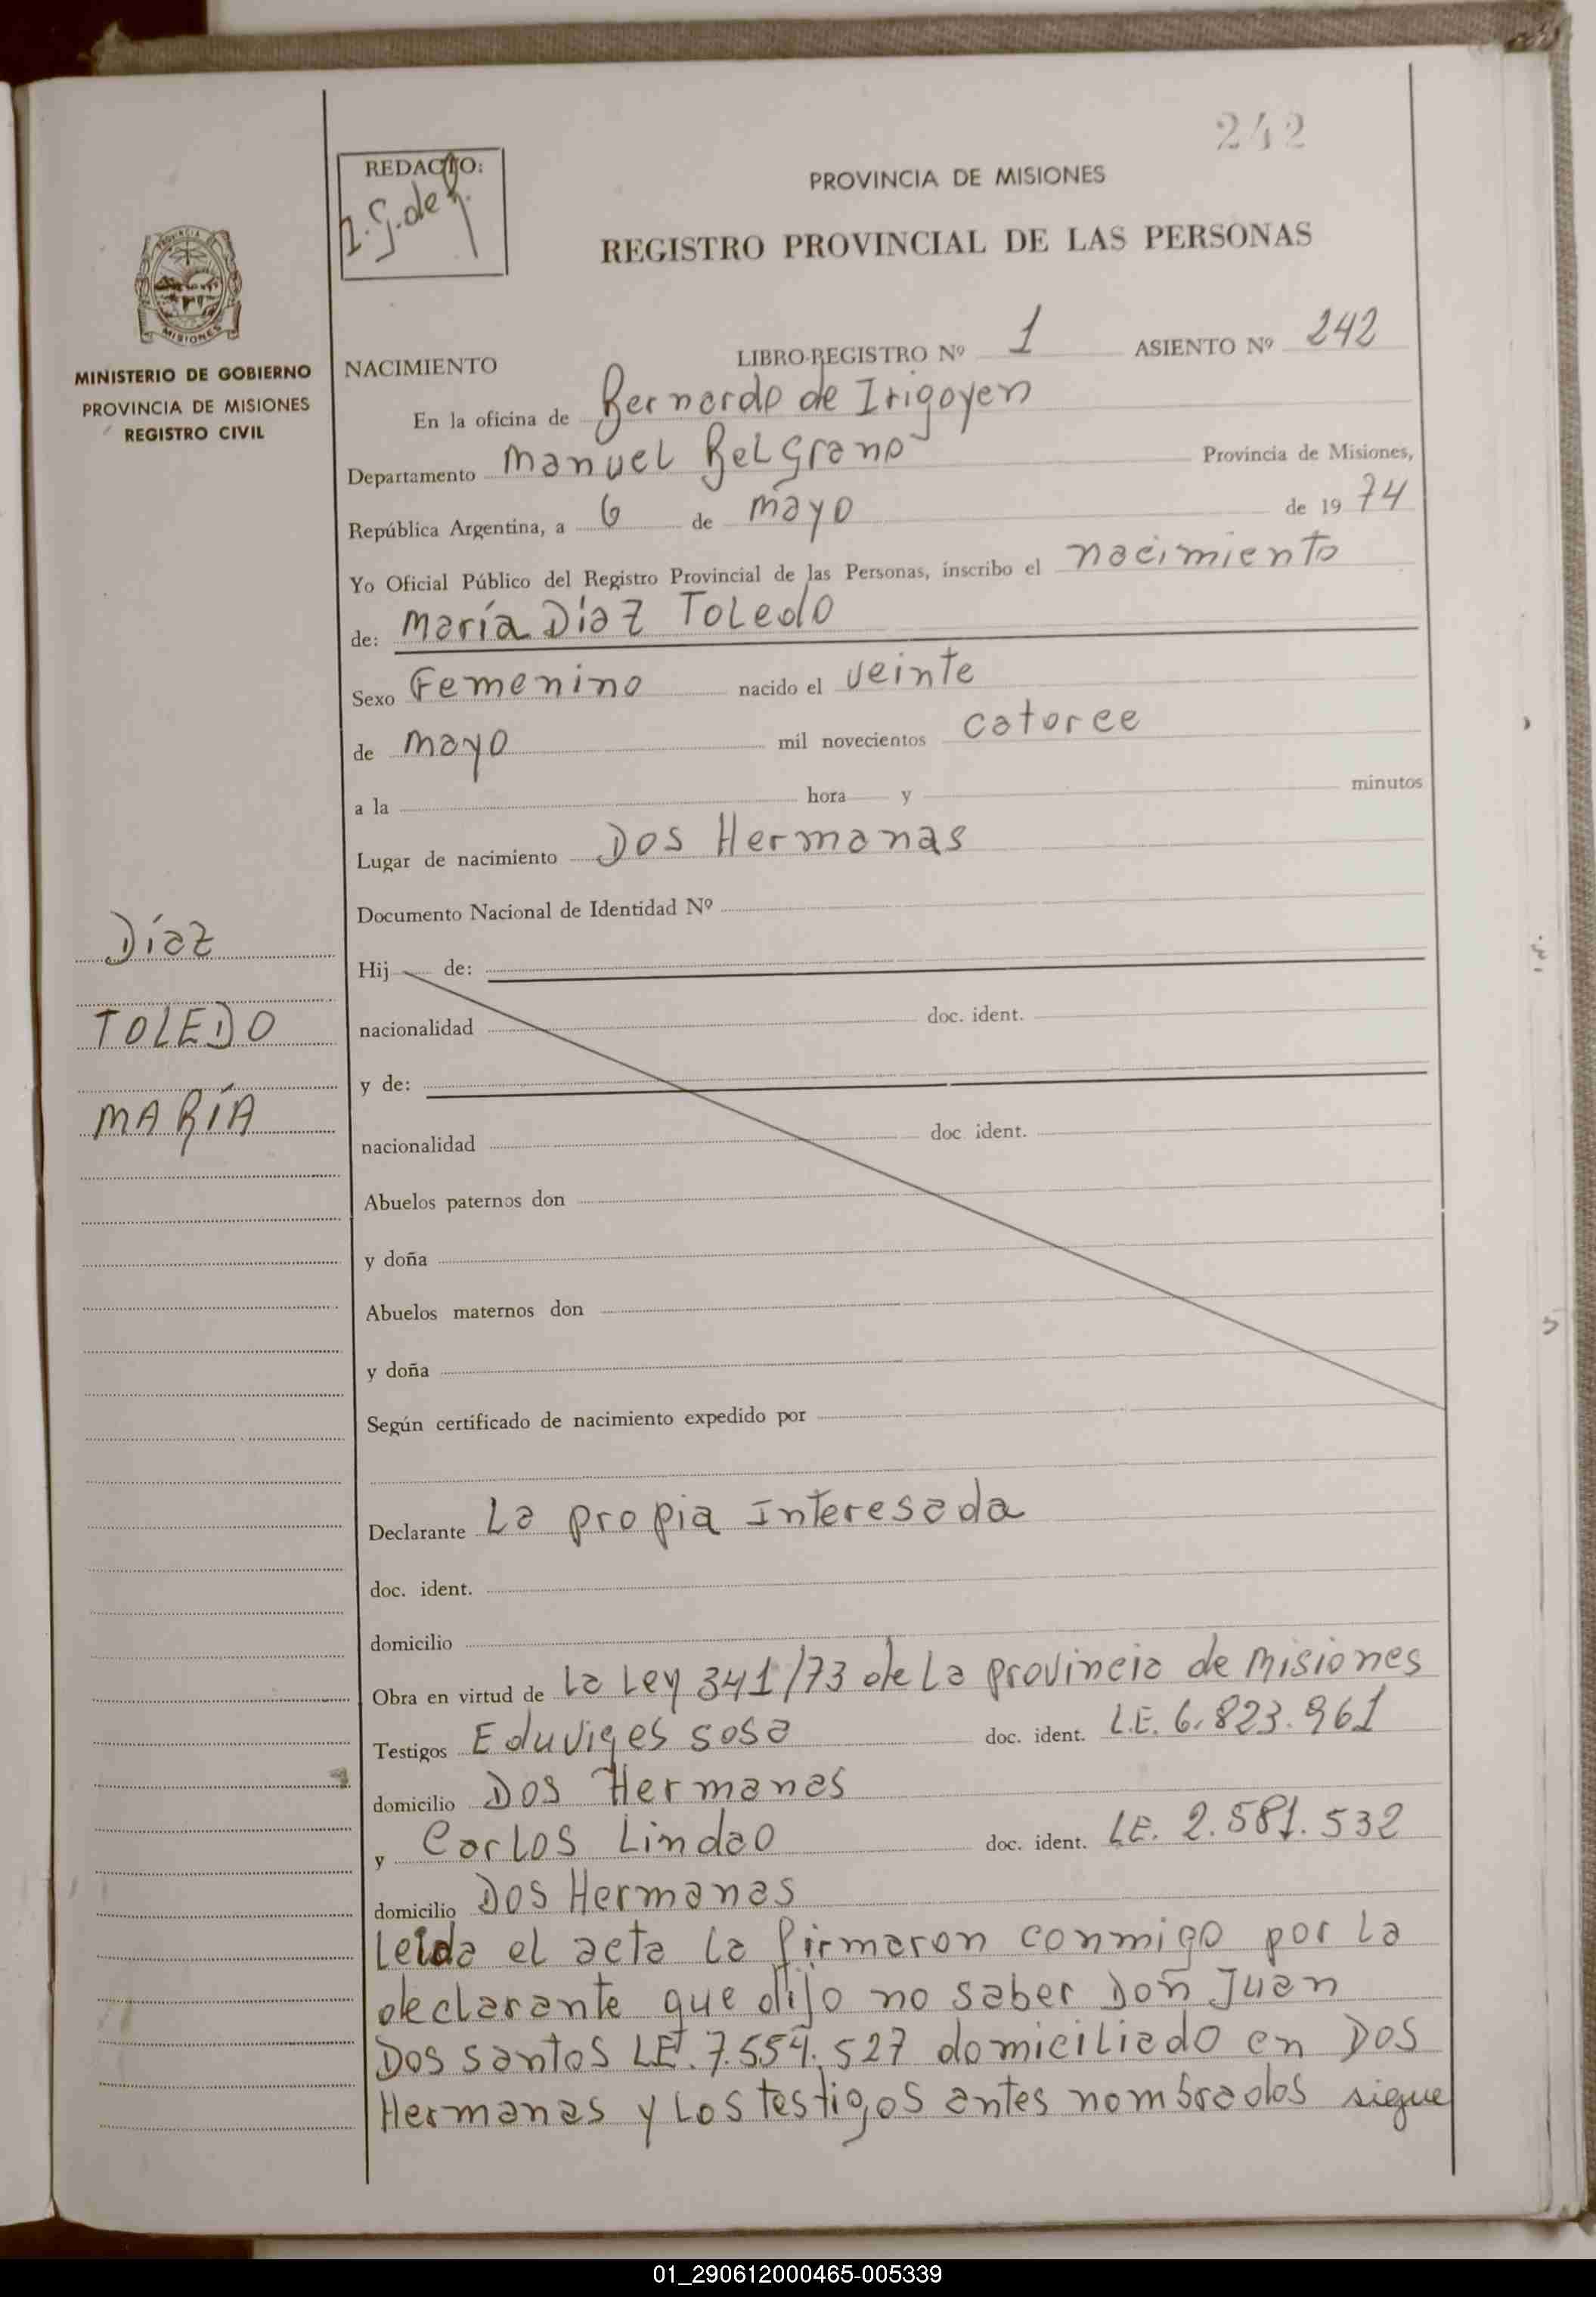 242
REDACTO:
PROVINCIA DE MISIONES
REGISTRO PROVINCIAL DE LAS PERSONAS
PROVINCIA
MISIONES
MINISTERIO DE GOBIERNO
PROVINCIA DE MISIONES
REGISTRO CIVIL
NACIMIENTO LIBRO-REGISTRO Nº 1 ASIENTO Nº 242
En la oficina de Bernardo de Irigoyen
Departamento Manuel BeLgrano Provincia de Misiones,
República Argentina, a 6 de mayo de 19 74
Yo Oficial Público del Registro Provincial de las Personas, inscribo el nacimiento
de: María Díaz Toledo
Sexo Femenino nacido el veinte
de mayo mil novecientos catorce
a la hora y minutos
Lugar de nacimiento Dos Hermanas
Documento Nacional de Identidad Nº
Díaz
Hij de:
TOLEDO
nacionalidad doc. ident.
y de:
MARÍA
nacionalidad doc ident.
Abuelos paternos don
y doña
Abuelos maternos don
y doña
Según certificado de nacimiento expedido por
Declarante La propia Interesada
doc. ident.
domicilio
Obra en virtud de La Ley 341/73 de La provincia de Misiones
Testigos Eduviges Sosa doc. ident. L.E. 6.823.961
domicilio Dos Hermanas
y Carlos Lindao doc. ident. LE. 2.581.532
domicilio Dos Hermanas
Leída el acta la firmaron conmigo por la
declarante que dijo no saber Don Juan
Dos santos LE. 7.554.527 domiciliado en Dos
Hermanas y Los testigos antes nombrados sigue
01_290612000465-005339